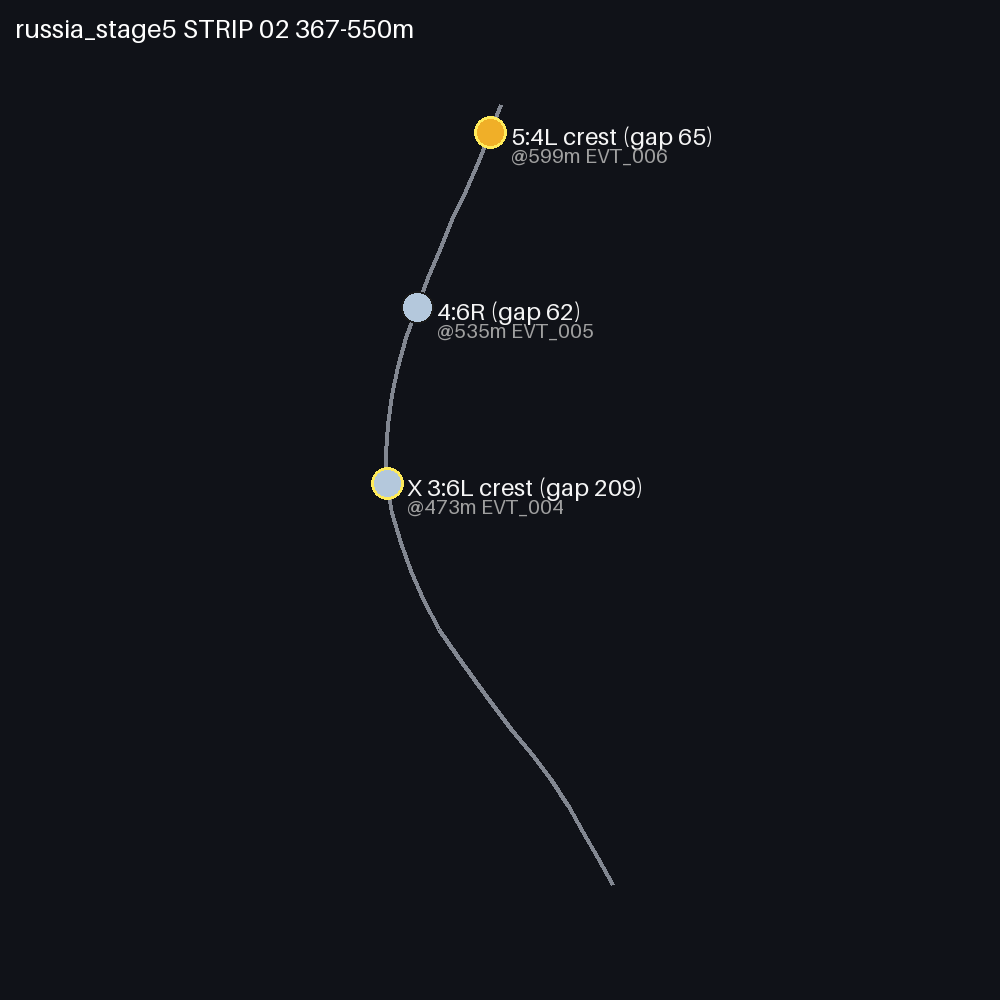 russia_stage5 STRIP 02 367-550m
5:4L crest (gap 65)
@599m EVT_006
4:6R (gap 62)
@535m EVT_005
X 3:6L crest (gap 209)
@473m EVT_004